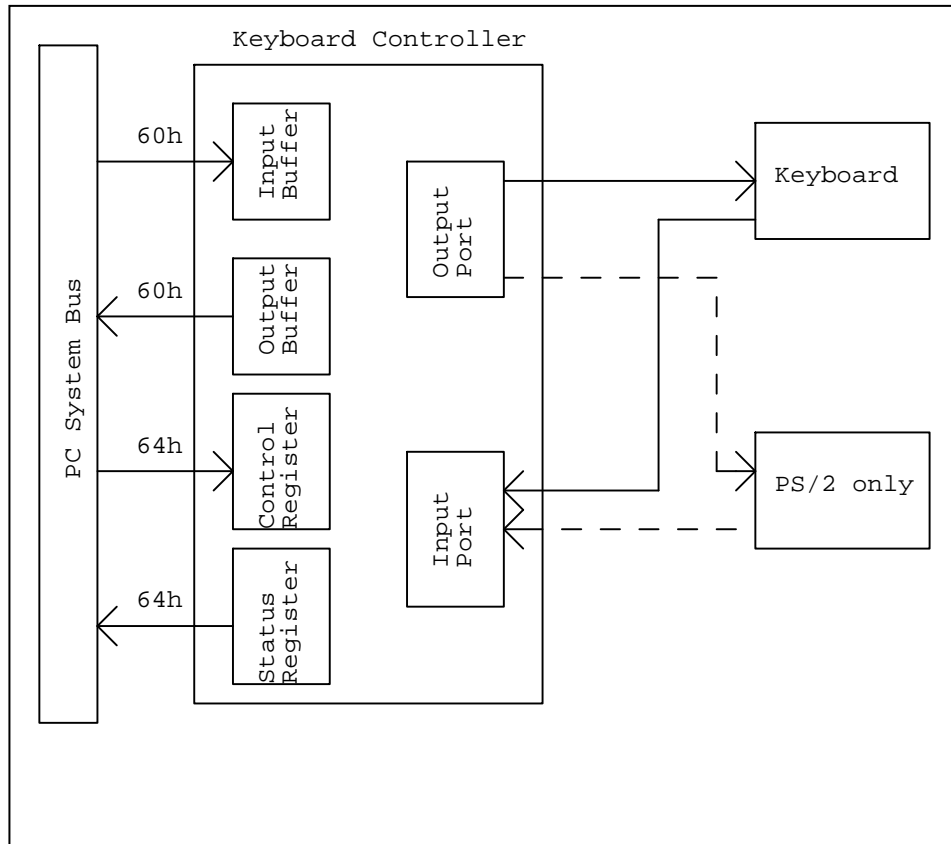 Keyboard Controller
PC System Bus
60h
60h
64h
64h
Input
Buffer
Output
Buffer
Control
Register
Status
Register
Output
Port
Input
Port
Keyboard
PS/2 only